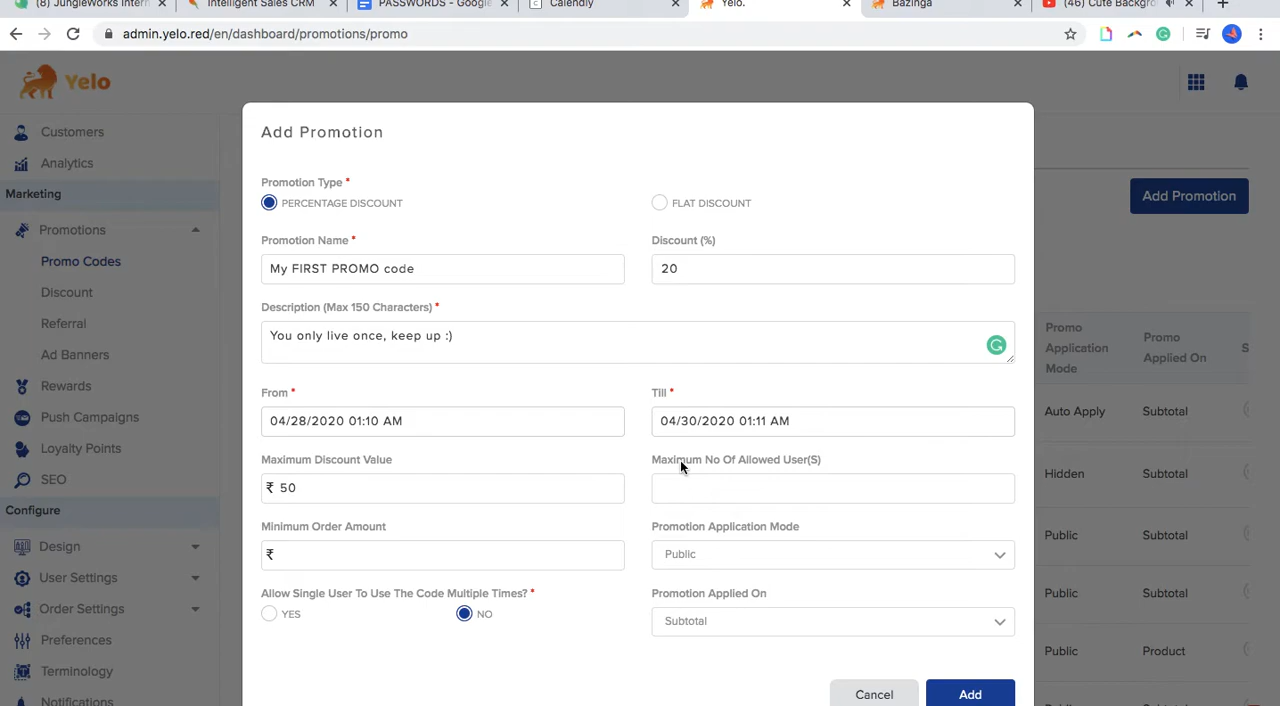 (8) JungleWorks Intern
Intelligent Sales CRM
PASSWORDS - Google
Calendly
Yelo.
Bazinga
(46) Cute Backgro
admin.yelo.red/en/dashboard/promotions/promo
Yelo
Customers
Analytics
Marketing
Promotions
Promo Codes
Discount
Referral
Ad Banners
Rewards
Push Campaigns
Loyalty Points
SEO
Configure
Design
User Settings
Order Settings
Preferences
Terminology
Notifications
Add Promotion
Promotion Type *
PERCENTAGE DISCOUNT
FLAT DISCOUNT
Promotion Name *
Discount (%)
My FIRST PROMO code
20
Description (Max 150 Characters) *
You only live once, keep up :)
From *
Till *
04/28/2020 01:10 AM
04/30/2020 01:11 AM
Maximum Discount Value
Maximum No Of Allowed User(S)
₹ 50
Minimum Order Amount
Promotion Application Mode
₹
Public
Allow Single User To Use The Code Multiple Times? *
Promotion Applied On
YES
NO
Subtotal
Cancel
Add
Add Promotion
Promo
Application
Mode
Promo
Applied On
S
Auto Apply
Subtotal
Hidden
Subtotal
Public
Subtotal
Public
Subtotal
Public
Product